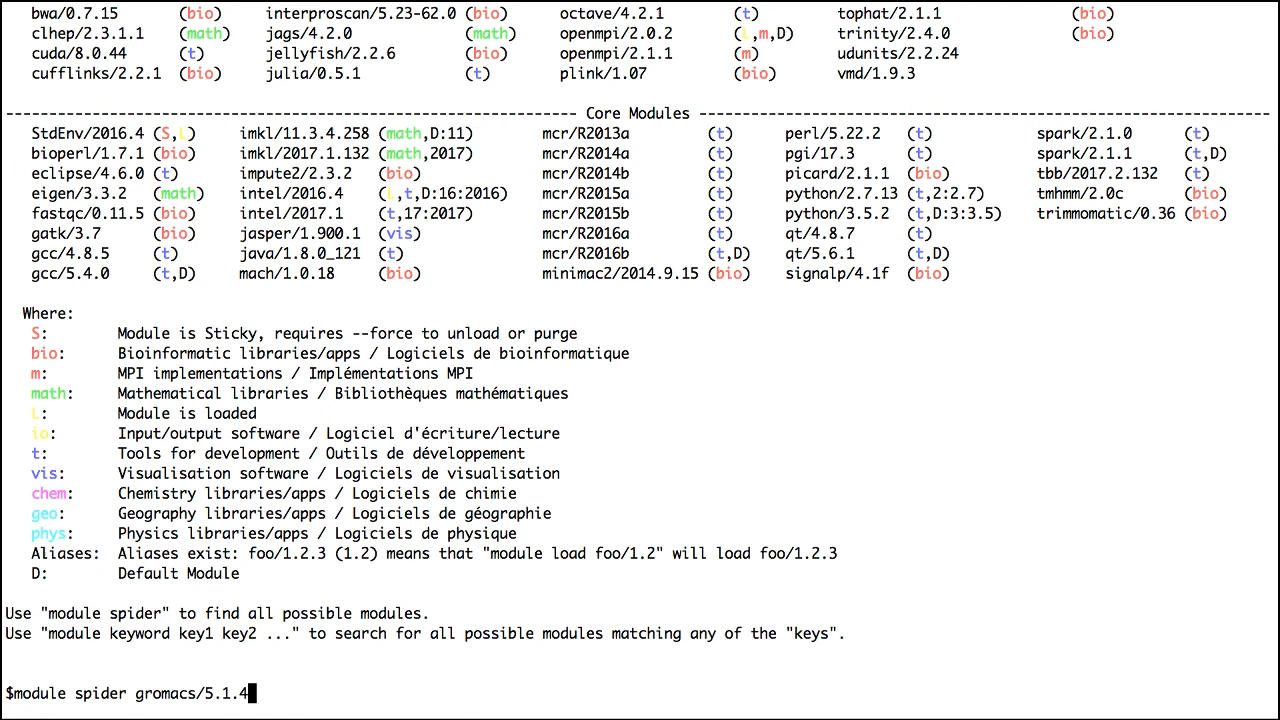 bwa/0.7.15 (bio) interproscan/5.23-62.0 (bio) octave/4.2.1 (t) tophat/2.1.1 (bio)
clhep/2.3.1.1 (math) jags/4.2.0 (math) openmpi/2.0.2 (L,m,D) trinity/2.4.0 (bio)
cuda/8.0.44 (t) jellyfish/2.2.6 (bio) openmpi/2.1.1 (m) udunits/2.2.24
cufflinks/2.2.1 (bio) julia/0.5.1 (t) plink/1.07 (bio) vmd/1.9.3
------------------------------------------------------------------ Core Modules ------------------------------------------------------------------
StdEnv/2016.4 (S,L) imkl/11.3.4.258 (math,D:11) mcr/R2013a (t) perl/5.22.2 (t) spark/2.1.0 (t)
bioperl/1.7.1 (bio) imkl/2017.1.132 (math,2017) mcr/R2014a (t) pgi/17.3 (t) spark/2.1.1 (t,D)
eclipse/4.6.0 (t) impute2/2.3.2 (bio) mcr/R2014b (t) picard/2.1.1 (bio) tbb/2017.2.132 (t)
eigen/3.3.2 (math) intel/2016.4 (L,t,D:16:2016) mcr/R2015a (t) python/2.7.13 (t,2:2.7) tmhmm/2.0c (bio)
fastqc/0.11.5 (bio) intel/2017.1 (t,17:2017) mcr/R2015b (t) python/3.5.2 (t,D:3:3.5) trimmomatic/0.36 (bio)
gatk/3.7 (bio) jasper/1.900.1 (vis) mcr/R2016a (t) qt/4.8.7 (t)
gcc/4.8.5 (t) java/1.8.0_121 (t) mcr/R2016b (t,D) qt/5.6.1 (t,D)
gcc/5.4.0 (t,D) mach/1.0.18 (bio) minimac2/2014.9.15 (bio) signalp/4.1f (bio)
Where:
S: Module is Sticky, requires --force to unload or purge
bio: Bioinformatic libraries/apps / Logiciels de bioinformatique
m: MPI implementations / Implémentations MPI
math: Mathematical libraries / Bibliothèques mathématiques
L: Module is loaded
io: Input/output software / Logiciel d'écriture/lecture
t: Tools for development / Outils de développement
vis: Visualisation software / Logiciels de visualisation
chem: Chemistry libraries/apps / Logiciels de chimie
geo: Geography libraries/apps / Logiciels de géographie
phys: Physics libraries/apps / Logiciels de physique
Aliases: Aliases exist: foo/1.2.3 (1.2) means that "module load foo/1.2" will load foo/1.2.3
D: Default Module
Use "module spider" to find all possible modules.
Use "module keyword key1 key2 ..." to search for all possible modules matching any of the "keys".
$module spider gromacs/5.1.4